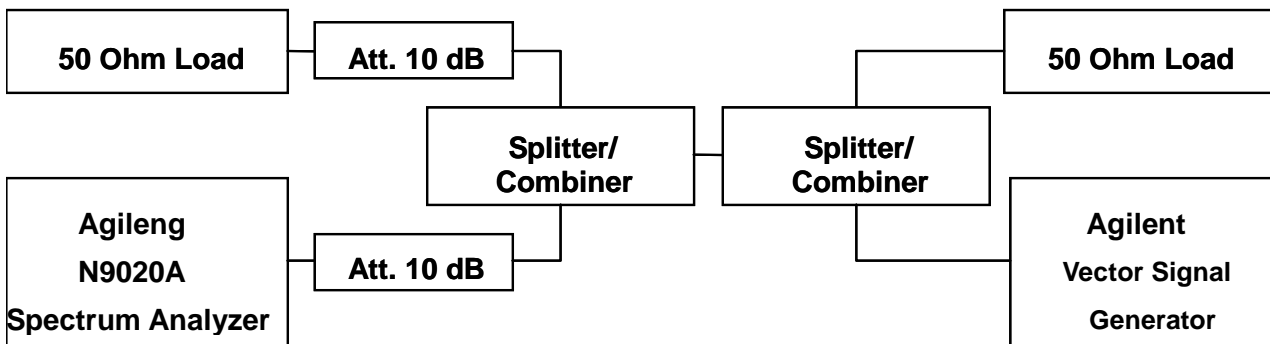 50 Ohm Load
Att. 10 dB
50 Ohm Load
Splitter/
Combiner
Splitter/
Combiner
Agileng
N9020A
Spectrum Analyzer
Att. 10 dB
Agilent
Vector Signal
Generator